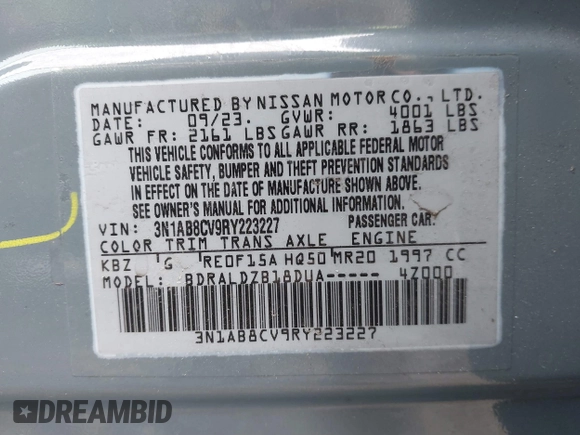 MANUFACTURED BY NISSAN MOTOR CO., LTD.
DATE: 09/23. GVWR: 4001 LBS
GAWR FR: 2161 LBS GAWR RR: 1863 LBS
THIS VEHICLE CONFORMS TO ALL APPLICABLE FEDERAL MOTOR
VEHICLE SAFETY, BUMPER AND THEFT PREVENTION STANDARDS
IN EFFECT ON THE DATE OF MANUFACTURE SHOWN ABOVE.
SEE OWNER'S MANUAL FOR ADDITIONAL INFORMATION.
VIN: 3N1AB8CV9RY223227 PASSENGER CAR.
COLOR TRIM TRANS AXLE ENGINE
KBZ G RE0F15A HQ50 MR20 1997 CC
MODEL: BDRALDZB18DUA----- 4Z000
3N1AB8CV9RY223227
DREAMBID